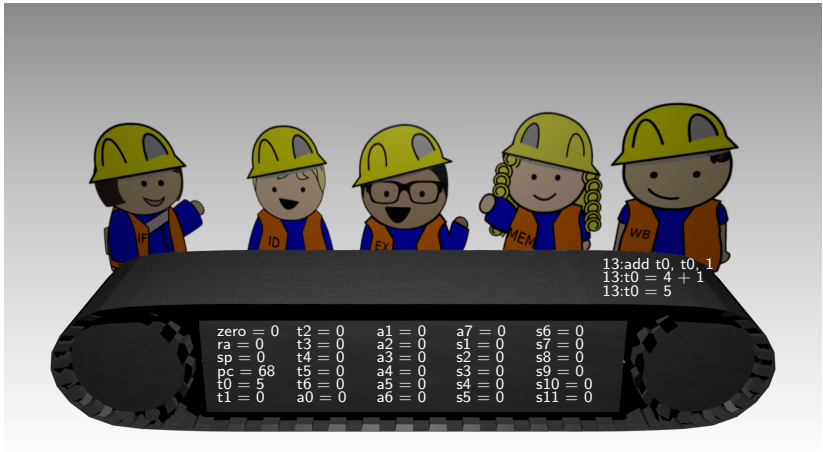 IF
ID
EX
MEM
WB
13:add t0, t0, 1
13:t0 = 4 + 1
13:t0 = 5
zero = 0 t2 = 0 a1 = 0 a7 = 0 s6 = 0
ra = 0 t3 = 0 a2 = 0 s1 = 0 s7 = 0
sp = 0 t4 = 0 a3 = 0 s2 = 0 s8 = 0
pc = 68 t5 = 0 a4 = 0 s3 = 0 s9 = 0
t0 = 5 t6 = 0 a5 = 0 s4 = 0 s10 = 0
t1 = 0 a0 = 0 a6 = 0 s5 = 0 s11 = 0